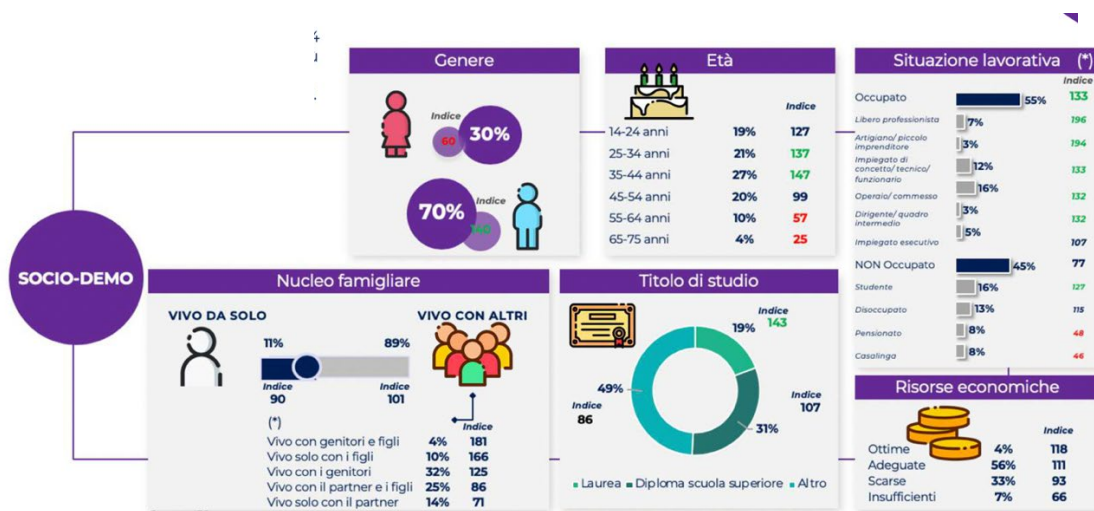 SOCIO-DEMO
Genere
Indice
60
30%
70%
Indice
140
Età
Indice
14-24 anni 19% 127
25-34 anni 21% 137
35-44 anni 27% 147
45-54 anni 20% 99
55-64 anni 10% 57
65-75 anni 4% 25
Situazione lavorativa (*)
Indice
Occupato 55% 133
Libero professionista 7% 196
Artigiano/ piccolo
imprenditore 3% 194
Impiegato di
concetto/ tecnico/
funzionario 12% 133
Operaio/ commesso 16% 132
Dirigente/ quadro
intermedio 3% 132
Impiegato esecutivo 5% 107
NON Occupato 45% 77
Studente 16% 127
Disoccupato 13% 115
Pensionato 8% 48
Casalinga 8% 46
Nucleo famigliare
VIVO DA SOLO
VIVO CON ALTRI
11% 89%
Indice Indice
90 101
(*) Indice
Vivo con genitori e figli 4% 181
Vivo solo con i figli 10% 166
Vivo con i genitori 32% 125
Vivo con il partner e i figli 25% 86
Vivo solo con il partner 14% 71
Titolo di studio
Indice
19% 143
49%
Indice
86
Indice
107
31%
Laurea Diploma scuola superiore Altro
Risorse economiche
Indice
Ottime 4% 118
Adeguate 56% 111
Scarse 33% 93
Insufficienti 7% 66